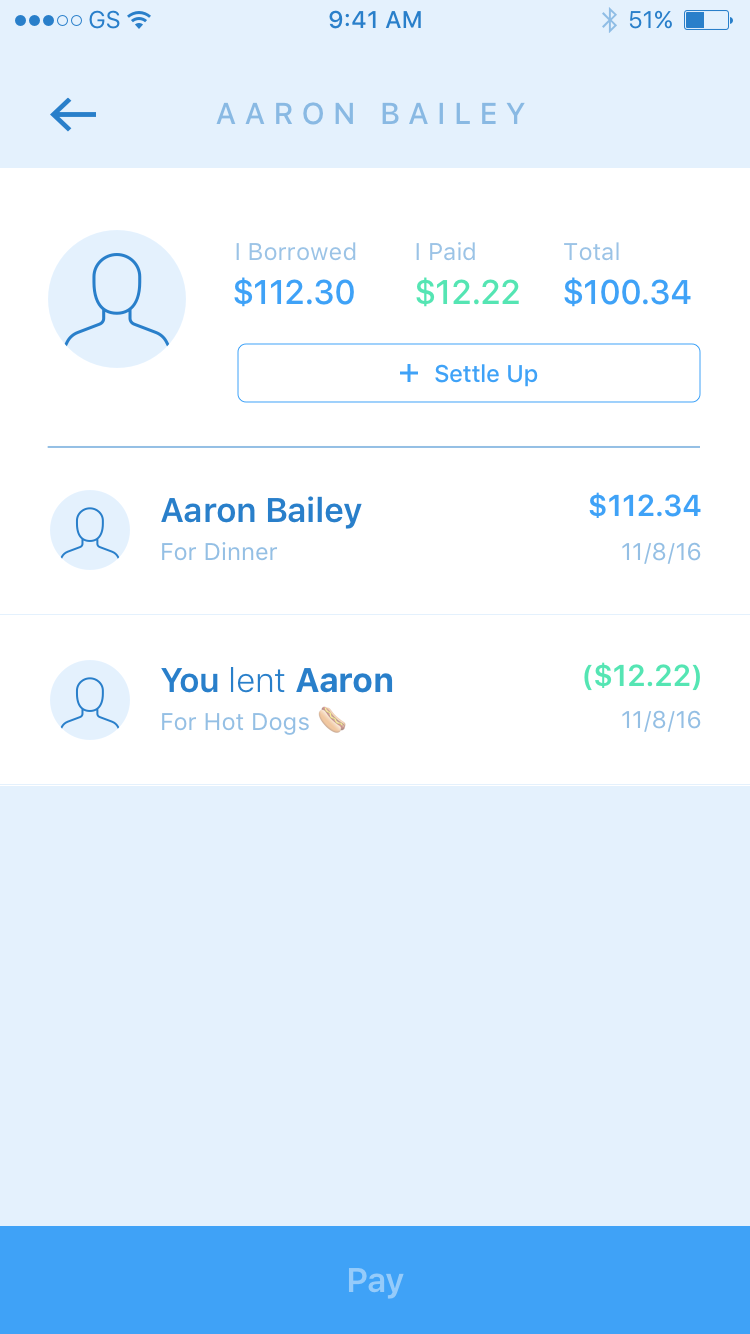 GS 9:41 AM 51%
AARON BAILEY
I Borrowed I Paid Total
$112.30 $12.22 $100.34
+ Settle Up
Aaron Bailey $112.34
For Dinner 11/8/16
You lent Aaron ($12.22)
For Hot Dogs 🌭 11/8/16
Pay